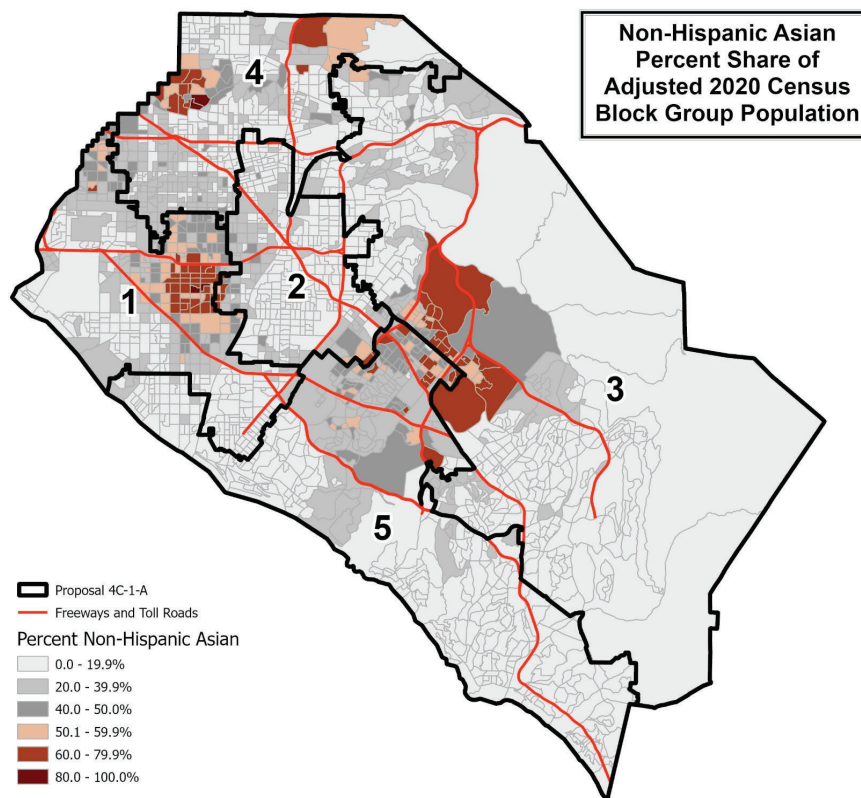 Non-Hispanic Asian
Percent Share of
Adjusted 2020 Census
Block Group Population
4
1
2
3
5
Proposal 4C-1-A
Freeways and Toll Roads
Percent Non-Hispanic Asian
0.0 - 19.9%
20.0 - 39.9%
40.0 - 50.0%
50.1 - 59.9%
60.0 - 79.9%
80.0 - 100.0%